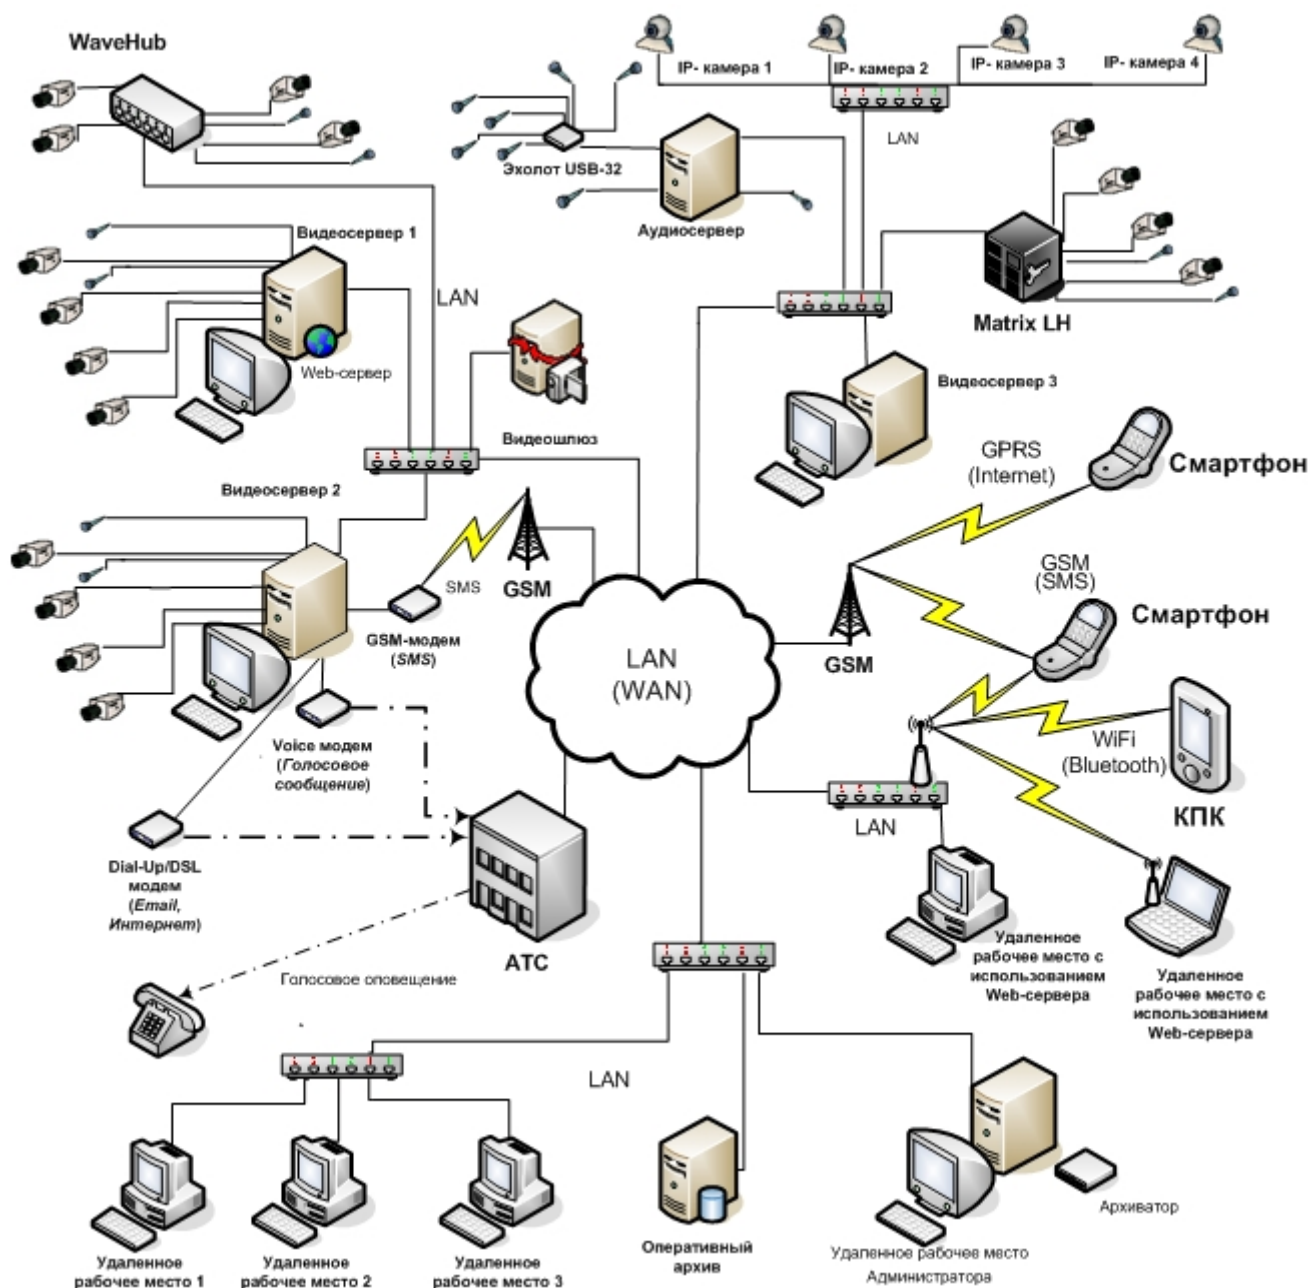 WaveHub
IP- камера 1
IP- камера 2
IP- камера 3
IP- камера 4
LAN
Эхолот USB-32
Аудиосервер
Видеосервер 1
LAN
Web-сервер
Matrix LH
Видеосервер 3
Видеошлюз
GPRS
(Internet)
Смартфон
Видеосервер 2
SMS
GSM
GSM-модем
(SMS)
GSM
(SMS)
Смартфон
GSM
LAN
(WAN)
Voice модем
(Голосовое
сообщение)
WiFi
(Bluetooth)
КПК
LAN
Dial-Up/DSL
модем
(Email,
Интернет)
АТС
Голосовое оповещение
Удаленное
рабочее место с
использованием
Web-сервера
Удаленное
рабочее место с
использованием
Web-сервера
LAN
Архиватор
Удаленное
рабочее место 1
Удаленное
рабочее место 2
Удаленное
рабочее место 3
Оперативный
архив
Удаленное рабочее место
Администратора